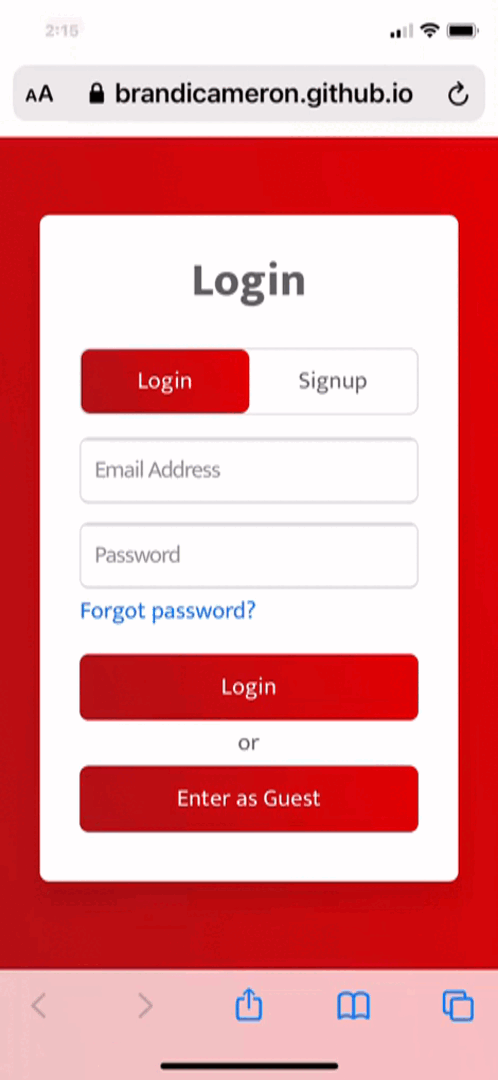 2:15
AA brandicameron.github.io
Login
Login Signup
Email Address
Password
Forgot password?
Login
or
Enter as Guest